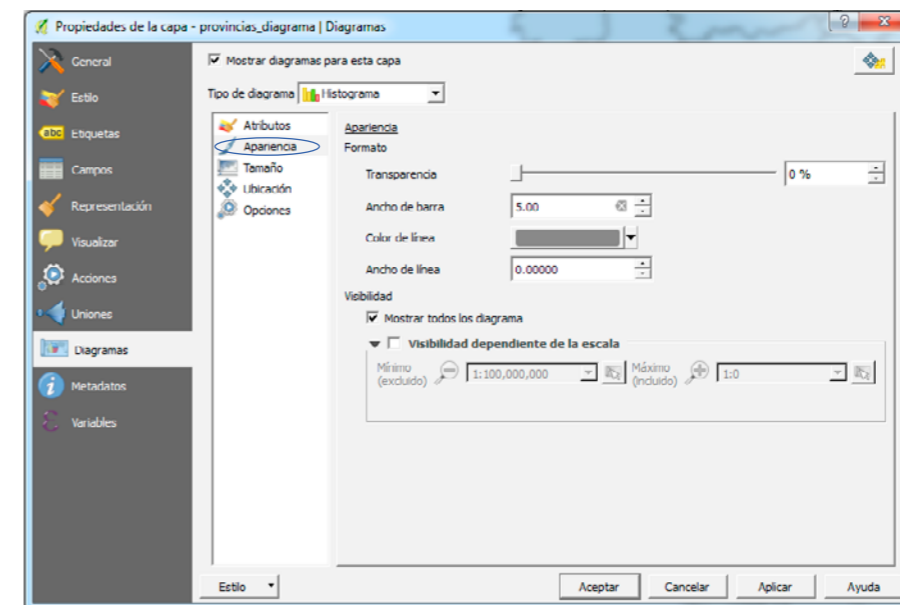 Propiedades de la capa - provincias_diagrama | Diagramas
General
Estilo
abc Etiquetas
Campos
Representación
Visualizar
Acciones
Uniones
Diagramas
Metadatos
Variables
Mostrar diagramas para esta capa
Tipo de diagrama Histograma
Atributos
Apariencia
Tamaño
Ubicación
Opciones
Apariencia
Formato
Transparencia 0 %
Ancho de barra 5.00
Color de línea
Ancho de línea 0.00000
Visibilidad
Mostrar todos los diagrama
Visibilidad dependiente de la escala
Mínimo (excluido) 1:100,000,000 Máximo (incluido) 1:0
Estilo Aceptar Cancelar Aplicar Ayuda